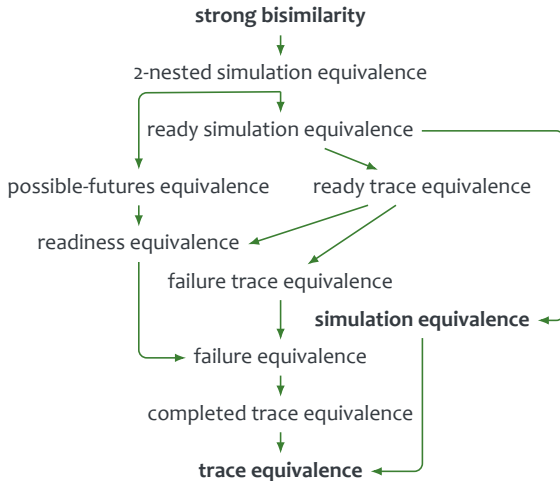 strong bisimilarity
2-nested simulation equivalence
ready simulation equivalence
possible-futures equivalence
ready trace equivalence
readiness equivalence
failure trace equivalence
simulation equivalence
failure equivalence
completed trace equivalence
trace equivalence